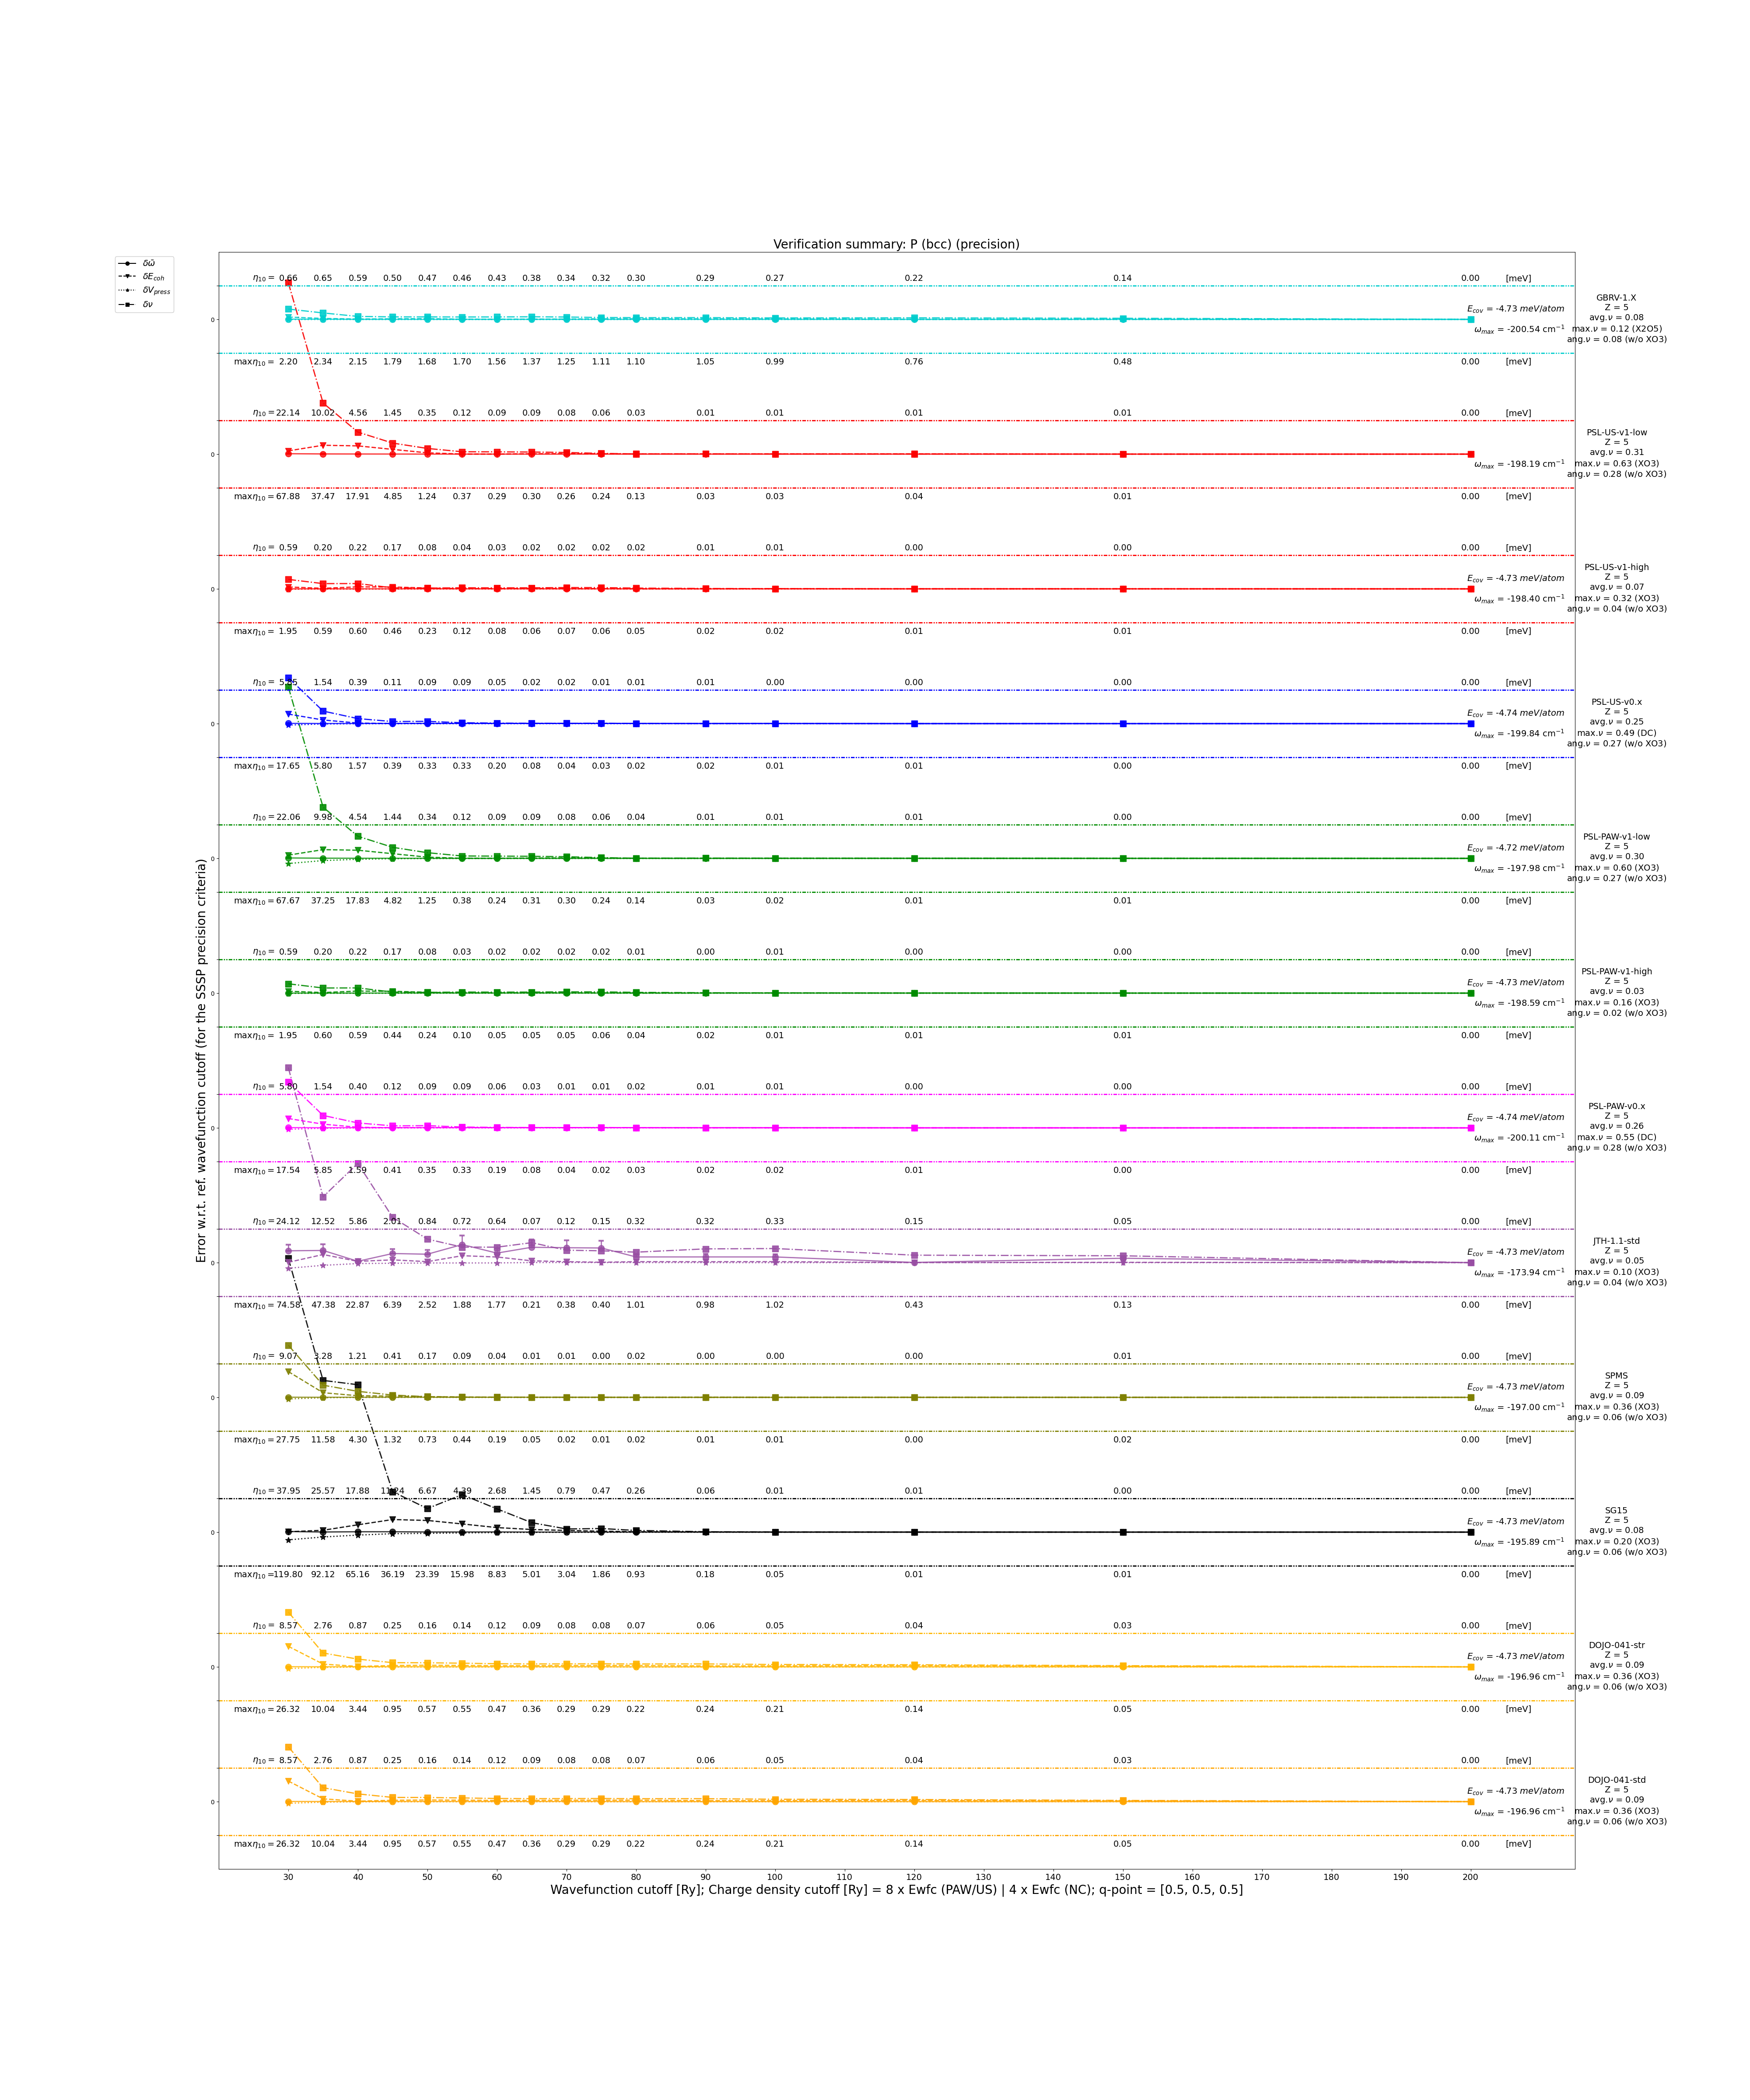 Verification summary: P (bcc) (precision)
δω̃
δE_coh
δV_press
δν
Error w.r.t. ref. wavefunction cutoff (for the SSSP precision criteria)
η₁₀ = 0.66 0.65 0.59 0.50 0.47 0.46 0.43 0.38 0.34 0.32 0.30 0.29 0.27 0.22 0.14 0.00 [meV]
0
E_cov = -4.73 meV/atom
ω_max = -200.54 cm⁻¹
GBRV-1.X
Z = 5
avg.ν = 0.08
max.ν = 0.12 (X2O5)
ang.ν = 0.08 (w/o XO3)
maxη₁₀ = 2.20 2.34 2.15 1.79 1.68 1.70 1.56 1.37 1.25 1.11 1.10 1.05 0.99 0.76 0.48 0.00 [meV]
η₁₀ = 22.14 10.02 4.56 1.45 0.35 0.12 0.09 0.09 0.08 0.06 0.03 0.01 0.01 0.01 0.01 0.00 [meV]
0
ω_max = -198.19 cm⁻¹
PSL-US-v1-low
Z = 5
avg.ν = 0.31
max.ν = 0.63 (XO3)
ang.ν = 0.28 (w/o XO3)
maxη₁₀ = 67.88 37.47 17.91 4.85 1.24 0.37 0.29 0.30 0.26 0.24 0.13 0.03 0.03 0.04 0.01 0.00 [meV]
η₁₀ = 0.59 0.20 0.22 0.17 0.08 0.04 0.03 0.02 0.02 0.02 0.02 0.01 0.01 0.00 0.00 0.00 [meV]
0
E_cov = -4.73 meV/atom
ω_max = -198.40 cm⁻¹
PSL-US-v1-high
Z = 5
avg.ν = 0.07
max.ν = 0.32 (XO3)
ang.ν = 0.04 (w/o XO3)
maxη₁₀ = 1.95 0.59 0.60 0.46 0.23 0.12 0.08 0.06 0.07 0.06 0.05 0.02 0.02 0.01 0.01 0.00 [meV]
η₁₀ = 1.54 0.39 0.11 0.09 0.09 0.05 0.02 0.02 0.01 0.01 0.01 0.00 0.00 0.00 0.00 [meV]
0
E_cov = -4.74 meV/atom
ω_max = -199.84 cm⁻¹
PSL-US-v0.x
Z = 5
avg.ν = 0.25
max.ν = 0.49 (DC)
ang.ν = 0.27 (w/o XO3)
maxη₁₀ = 17.65 5.80 1.57 0.39 0.33 0.33 0.20 0.08 0.04 0.03 0.02 0.02 0.01 0.01 0.00 0.00 [meV]
η₁₀ = 22.06 9.98 4.54 1.44 0.34 0.12 0.09 0.09 0.08 0.06 0.04 0.01 0.01 0.01 0.01 0.00 [meV]
0
E_cov = -4.72 meV/atom
ω_max = -197.98 cm⁻¹
PSL-PAW-v1-low
Z = 5
avg.ν = 0.30
max.ν = 0.60 (XO3)
ang.ν = 0.27 (w/o XO3)
maxη₁₀ = 67.67 37.25 17.83 4.82 1.25 0.38 0.24 0.31 0.30 0.24 0.14 0.03 0.02 0.01 0.01 0.00 [meV]
η₁₀ = 0.59 0.20 0.22 0.17 0.08 0.03 0.02 0.02 0.02 0.02 0.01 0.00 0.01 0.00 0.00 0.00 [meV]
0
E_cov = -4.73 meV/atom
ω_max = -198.59 cm⁻¹
PSL-PAW-v1-high
Z = 5
avg.ν = 0.03
max.ν = 0.16 (XO3)
ang.ν = 0.02 (w/o XO3)
maxη₁₀ = 1.95 0.60 0.59 0.44 0.24 0.10 0.05 0.05 0.06 0.06 0.04 0.02 0.01 0.01 0.01 0.00 [meV]
η₁₀ = 5.80 1.54 0.40 0.12 0.09 0.09 0.06 0.03 0.01 0.01 0.02 0.01 0.01 0.00 0.00 0.00 [meV]
0
E_cov = -4.74 meV/atom
ω_max = -200.11 cm⁻¹
PSL-PAW-v0.x
Z = 5
avg.ν = 0.26
max.ν = 0.55 (DC)
ang.ν = 0.28 (w/o XO3)
maxη₁₀ = 17.54 5.85 1.59 0.41 0.35 0.33 0.19 0.08 0.04 0.02 0.03 0.02 0.02 0.01 0.00 0.00 [meV]
η₁₀ = 24.12 12.52 5.86 2.01 0.84 0.72 0.64 0.07 0.12 0.15 0.32 0.32 0.33 0.15 0.05 0.00 [meV]
0
E_cov = -4.73 meV/atom
ω_max = -173.94 cm⁻¹
JTH-1.1-std
Z = 5
avg.ν = 0.05
max.ν = 0.10 (XO3)
ang.ν = 0.04 (w/o XO3)
maxη₁₀ = 74.58 47.38 22.87 6.39 2.52 1.88 1.77 0.21 0.38 0.40 1.01 0.98 1.02 0.43 0.13 0.00 [meV]
η₁₀ = 9.07 3.28 1.21 0.41 0.17 0.09 0.04 0.01 0.01 0.00 0.02 0.00 0.00 0.00 0.01 0.00 [meV]
0
E_cov = -4.73 meV/atom
ω_max = -197.00 cm⁻¹
SPMS
Z = 5
avg.ν = 0.09
max.ν = 0.36 (XO3)
ang.ν = 0.06 (w/o XO3)
maxη₁₀ = 27.75 11.58 4.30 1.32 0.73 0.44 0.19 0.05 0.02 0.01 0.02 0.01 0.01 0.00 0.02 0.00 [meV]
η₁₀ = 37.95 25.57 17.88 6.67 2.68 1.45 0.79 0.47 0.26 0.06 0.01 0.01 0.00 0.00 [meV]
0
E_cov = -4.73 meV/atom
ω_max = -195.89 cm⁻¹
SG15
Z = 5
avg.ν = 0.08
max.ν = 0.20 (XO3)
ang.ν = 0.06 (w/o XO3)
maxη₁₀ = 119.80 92.12 65.16 36.19 23.39 15.98 8.83 5.01 3.04 1.86 0.93 0.18 0.05 0.01 0.01 0.00 [meV]
η₁₀ = 8.57 2.76 0.87 0.25 0.16 0.14 0.12 0.09 0.08 0.08 0.07 0.06 0.05 0.04 0.03 0.00 [meV]
0
E_cov = -4.73 meV/atom
ω_max = -196.96 cm⁻¹
DOJO-041-str
Z = 5
avg.ν = 0.09
max.ν = 0.36 (XO3)
ang.ν = 0.06 (w/o XO3)
maxη₁₀ = 26.32 10.04 3.44 0.95 0.57 0.55 0.47 0.36 0.29 0.29 0.22 0.24 0.21 0.14 0.05 0.00 [meV]
η₁₀ = 8.57 2.76 0.87 0.25 0.16 0.14 0.12 0.09 0.08 0.08 0.07 0.06 0.05 0.04 0.03 0.00 [meV]
0
E_cov = -4.73 meV/atom
ω_max = -196.96 cm⁻¹
DOJO-041-std
Z = 5
avg.ν = 0.09
max.ν = 0.36 (XO3)
ang.ν = 0.06 (w/o XO3)
maxη₁₀ = 26.32 10.04 3.44 0.95 0.57 0.55 0.47 0.36 0.29 0.29 0.22 0.24 0.21 0.14 0.05 0.00 [meV]
30 40 50 60 70 80 90 100 110 120 130 140 150 160 170 180 190 200
Wavefunction cutoff [Ry]; Charge density cutoff [Ry] = 8 x Ewfc (PAW/US) | 4 x Ewfc (NC); q-point = [0.5, 0.5, 0.5]